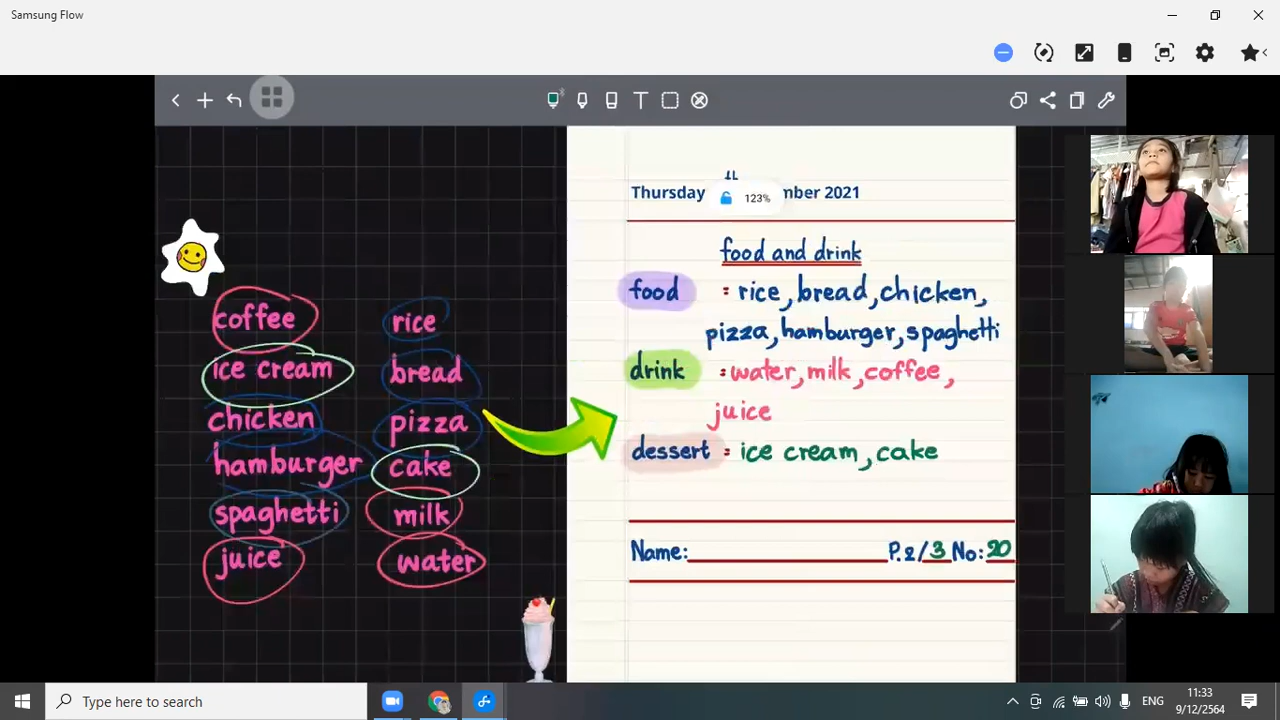 Samsung Flow
T
th
Thursday mber 2021
123%
food and drink
food : rice, bread, chicken,
pizza, hamburger, spaghetti
drink : water, milk, coffee,
juice
dessert : ice cream, cake
Name: P.2/3 No: 20
coffee
ice cream
chicken
hamburger
spaghetti
juice
rice
bread
pizza
cake
milk
water
Type here to search
ENG
11:33
9/12/2564